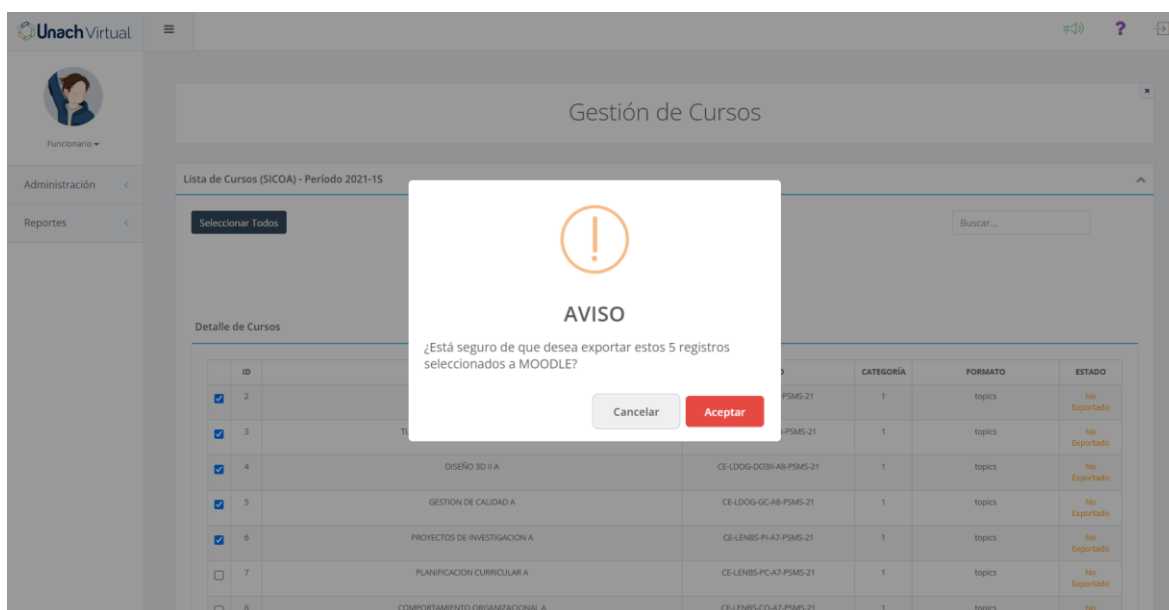 Unach Virtual
?
Gestión de Cursos
Funcionario
Administración
Reportes
Lista de Cursos (SICOA) - Período 2021-1S
Seleccionar Todos
Buscar...
AVISO
¿Está seguro de que desea exportar estos 5 registros
seleccionados a MOODLE?
Cancelar
Aceptar
Detalle de Cursos
ID CATEGORÍA FORMATO ESTADO
2 -PSMS-21 1 topics No Exportado
3 -PSMS-21 1 topics No Exportado
4 DISEÑO 3D II A CE-LDOG-DO3II-A8-PSMS-21 1 topics No Exportado
5 GESTION DE CALIDAD A CE-LDOG-GC-A8-PSMS-21 1 topics No Exportado
6 PROYECTOS DE INVESTIGACION A CE-LENBS-PI-A7-PSMS-21 1 topics No Exportado
7 PLANIFICACION CURRICULAR A CE-LENBS-PC-A7-PSMS-21 1 topics No Exportado
8 COMPORTAMIENTO ORGANIZACIONAL A CE-LENBS-CO-A7-PSMS-21 1 topics No